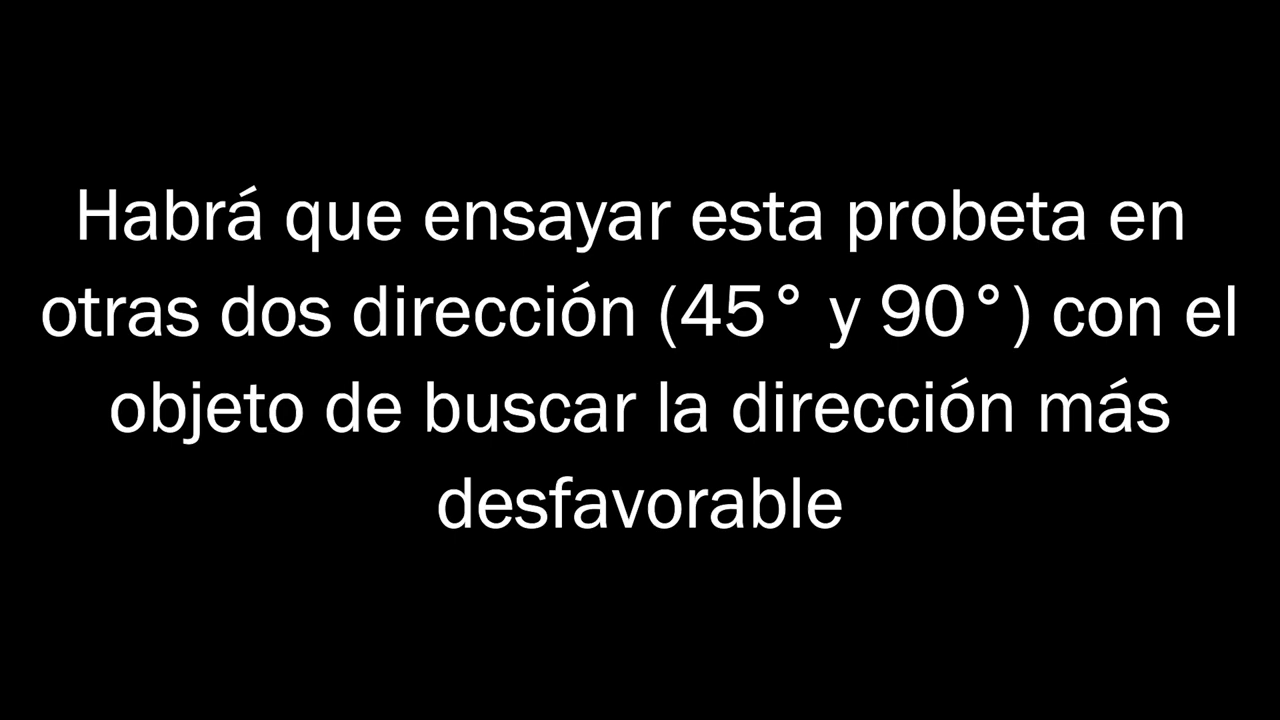 Habrá que ensayar esta probeta en
otras dos dirección (45° y 90°) con el
objeto de buscar la dirección más
desfavorable